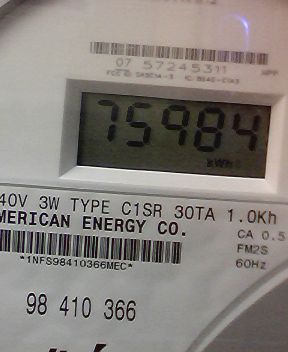 07 57245311
75984
kWh
40V 3W TYPE C1SR 30TA 1.0Kh
MERICAN ENERGY CO.
CA 0.5
FM2S
60Hz
*1NFS98410366MEC*
98 410 366